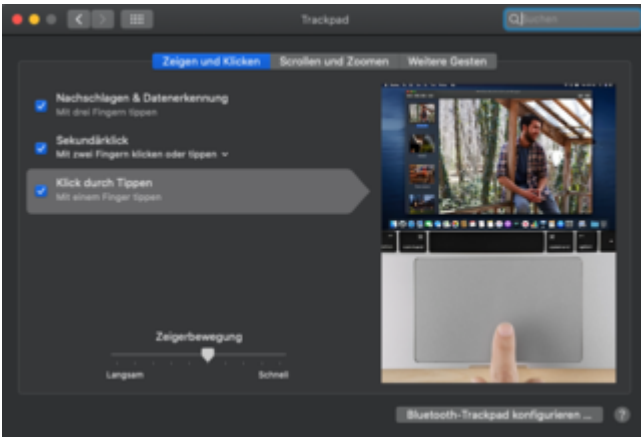 Trackpad
Suchen
Zeigen und Klicken
Scrollen und Zoomen
Weitere Gesten
Nachschlagen & Datenerkennung
Mit drei Fingern tippen
Sekundärklick
Mit zwei Fingern klicken oder tippen
Klick durch Tippen
Mit einem Finger tippen
Zeigerbewegung
Langsam
Schnell
Bluetooth-Trackpad konfigurieren ...
?